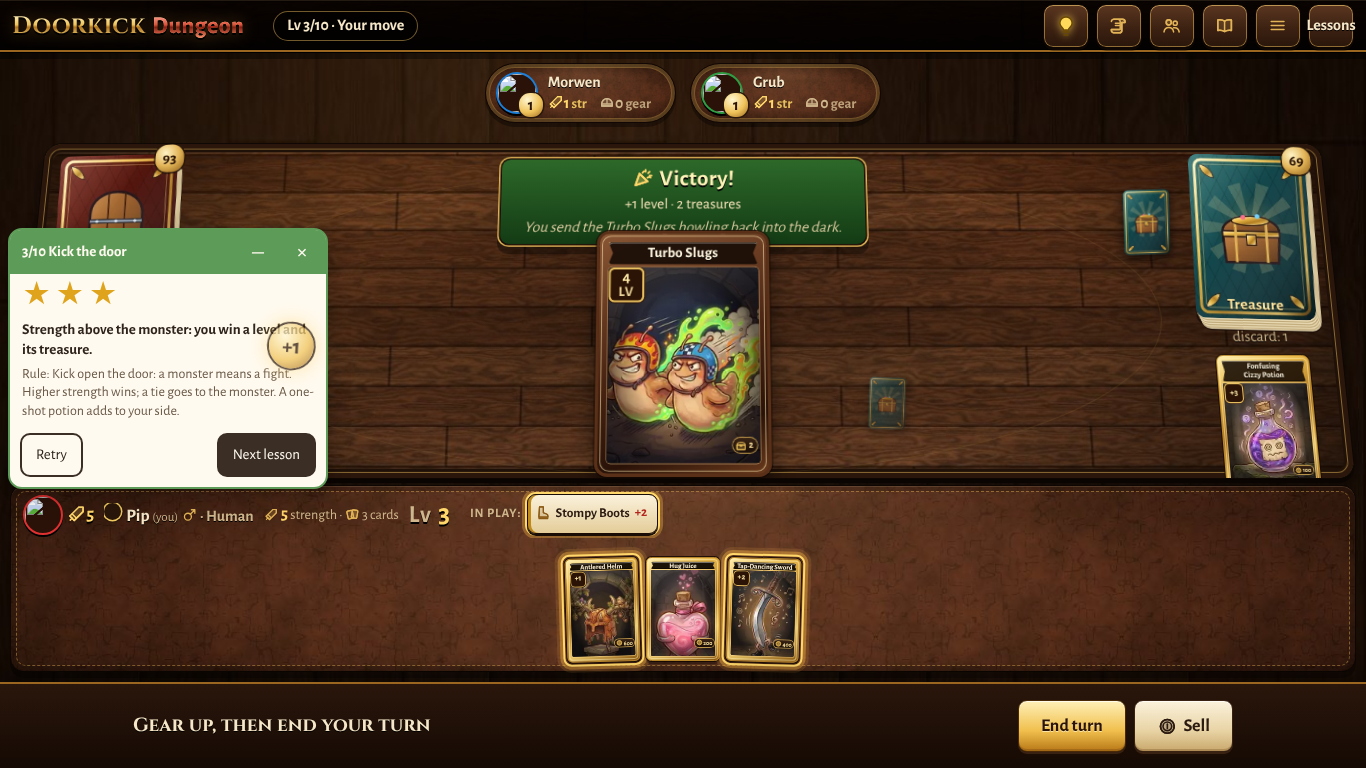 DOORKICK Dungeon
Lv 3/10 · Your move
Lessons
Morwen
1 str 0 gear
1
Grub
1 str 0 gear
1
93
Victory!
+1 level · 2 treasures
You send the Turbo Slugs howling back into the dark.
Turbo Slugs
4
LV
2
69
Treasure
discard: 1
Fonfusing
Cizzy Potion
+3
100
3/10 Kick the door
— ×
★ ★ ★
Strength above the monster: you win a level and
its treasure.
+1
Rule: Kick open the door: a monster means a fight.
Higher strength wins; a tie goes to the monster. A one-
shot potion adds to your side.
Retry
Next lesson
5 Pip (you) ♂ · Human 5 strength · 3 cards Lv 3
IN PLAY:
Stompy Boots +2
Antlered Helm
+1
600
Hug Juice
200
Tap-Dancing Sword
+2
400
GEAR UP, THEN END YOUR TURN
End turn
Sell